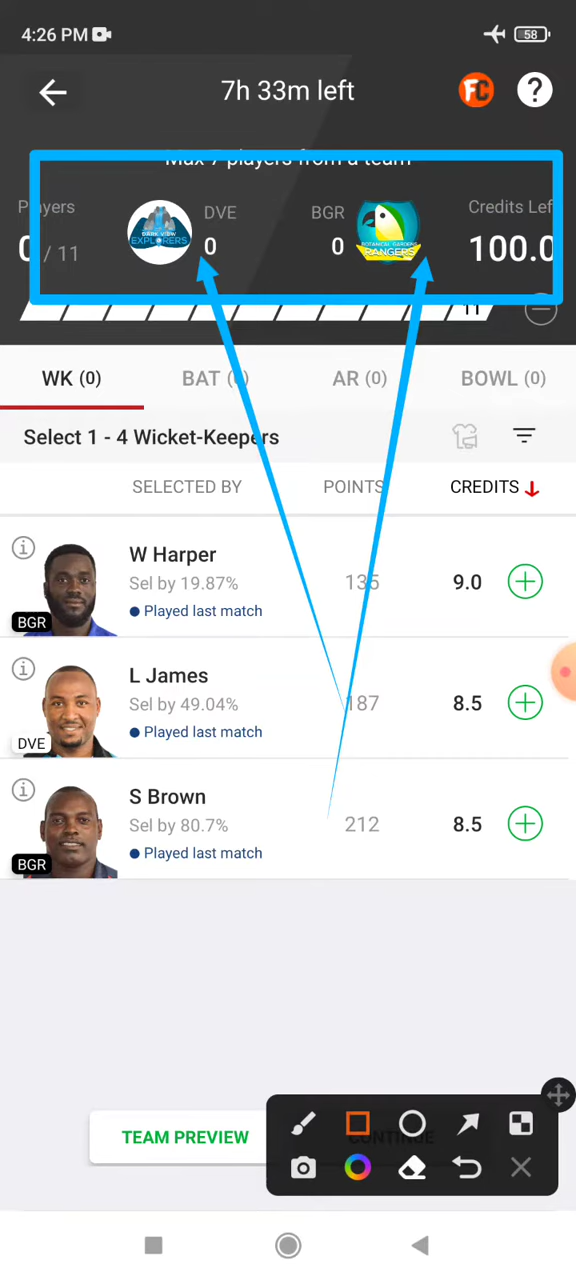 4:26 PM 58
7h 33m left FC ?
Max 7 players from a team
Players DVE BGR Credits Left
0 / 11 DARK VIEW EXPLORERS 0 0 BOTANICAL GARDENS RANGERS 100.0
11
WK (0) BAT (0) AR (0) BOWL (0)
Select 1 - 4 Wicket-Keepers
SELECTED BY POINTS CREDITS
W Harper
Sel by 19.87% 135 9.0
Played last match
BGR
L James
Sel by 49.04% 187 8.5
Played last match
DVE
S Brown
Sel by 80.7% 212 8.5
Played last match
BGR
TEAM PREVIEW CONTINUE